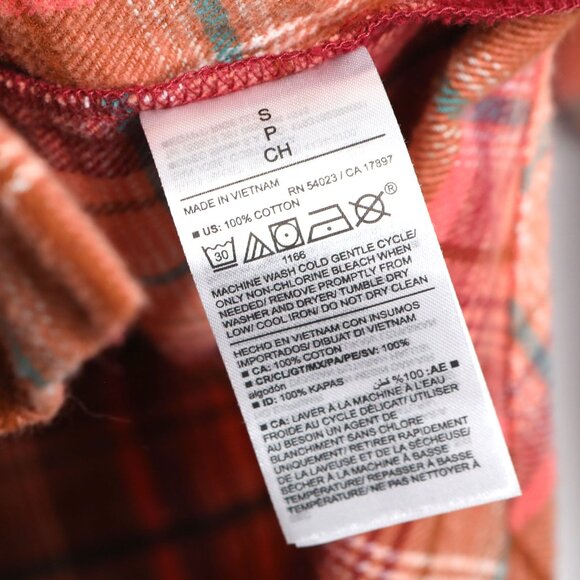 S
P
CH
MADE IN VIETNAM RN 54023 / CA 17897
■ US: 100% COTTON
30 ®
1166
MACHINE WASH COLD GENTLE CYCLE/
ONLY NON-CHLORINE BLEACH WHEN
NEEDED/ REMOVE PROMPTLY FROM
WASHER AND DRYER/ TUMBLE DRY
LOW/ COOL IRON/ DO NOT DRY CLEAN
HECHO EN VIETNAM CON INSUMOS
IMPORTADOS/ DIBUAT DI VIETNAM
■ CA: 100% COTTON
■ CR/CL/GT/MX/PA/PE/SV: 100%
algodón
■ ID: 100% KAPAS
■ AE: 100% كتان
■ CA: LAVER À LA MACHINE À L'EAU
FROIDE AU CYCLE DÉLICAT/ UTILISER
AU BESOIN UN AGENT DE
BLANCHIMENT SANS CHLORE
UNIQUEMENT/ RETIRER RAPIDEMENT
DE LA LAVEUSE ET DE LA SÉCHEUSE/
SÉCHER À LA MACHINE À BASSE
TEMPÉRATURE/ REPASSER À BASSE
TEMPÉRATURE/ NE PAS NETTOYER À